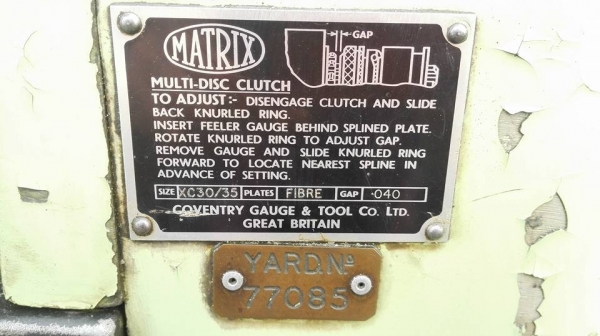 MATRIX
GAP
MULTI-DISC CLUTCH
TO ADJUST:- DISENGAGE CLUTCH AND SLIDE
BACK KNURLED RING.
INSERT FEELER GAUGE BEHIND SPLINED PLATE.
ROTATE KNURLED RING TO ADJUST GAP.
REMOVE GAUGE AND SLIDE KNURLED RING
FORWARD TO LOCATE NEAREST SPLINE IN
ADVANCE OF SETTING.
SIZE XC30/35 PLATES FIBRE GAP .040
COVENTRY GAUGE & TOOL CO. LTD.
GREAT BRITAIN
YARD.Nº
77085